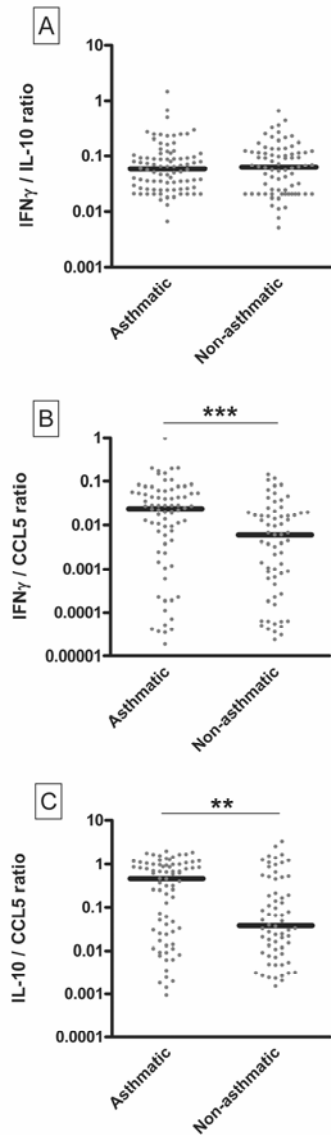 A
IFNγ / IL-10 ratio
10
1
0.1
0.01
0.001
Asthmatic
Non-asthmatic
B
***
IFNγ / CCL5 ratio
1
0.1
0.01
0.001
0.0001
0.00001
Asthmatic
Non-asthmatic
C
**
IL-10 / CCL5 ratio
10
1
0.1
0.01
0.001
0.0001
Asthmatic
Non-asthmatic